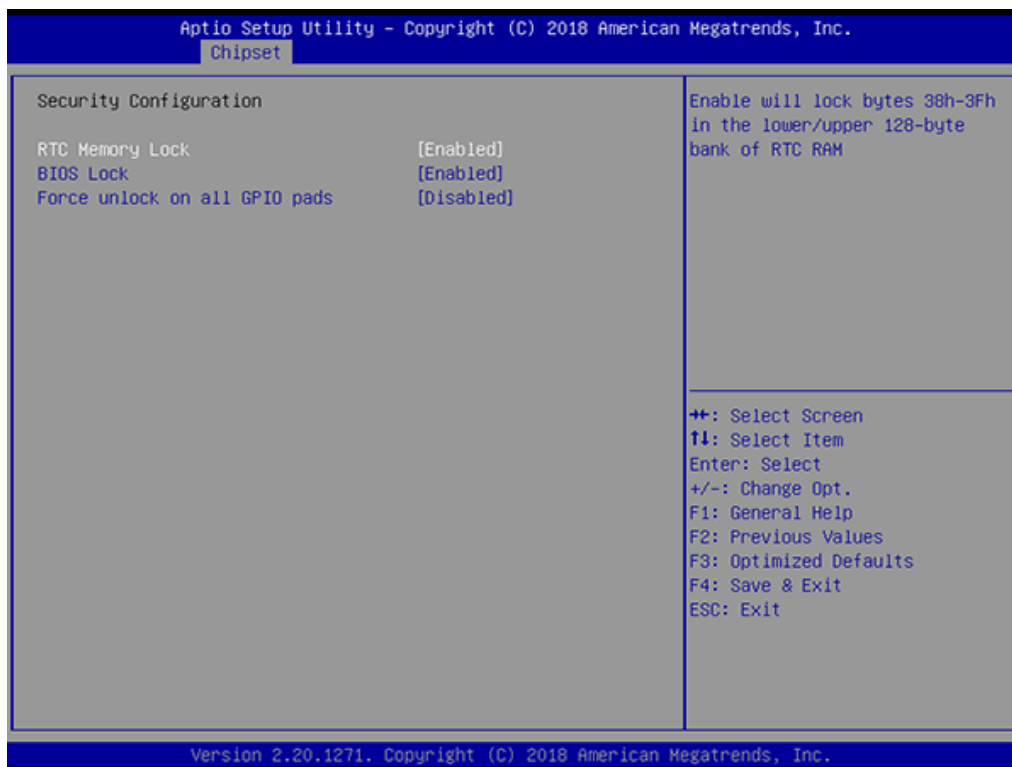 Aptio Setup Utility – Copyright (C) 2018 American Megatrends, Inc.
Chipset
Security Configuration
RTC Memory Lock [Enabled]
BIOS Lock [Enabled]
Force unlock on all GPIO pads [Disabled]
Enable will lock bytes 38h-3Fh
in the lower/upper 128-byte
bank of RTC RAM
→←: Select Screen
↑↓: Select Item
Enter: Select
+/-: Change Opt.
F1: General Help
F2: Previous Values
F3: Optimized Defaults
F4: Save & Exit
ESC: Exit
Version 2.20.1271. Copyright (C) 2018 American Megatrends, Inc.